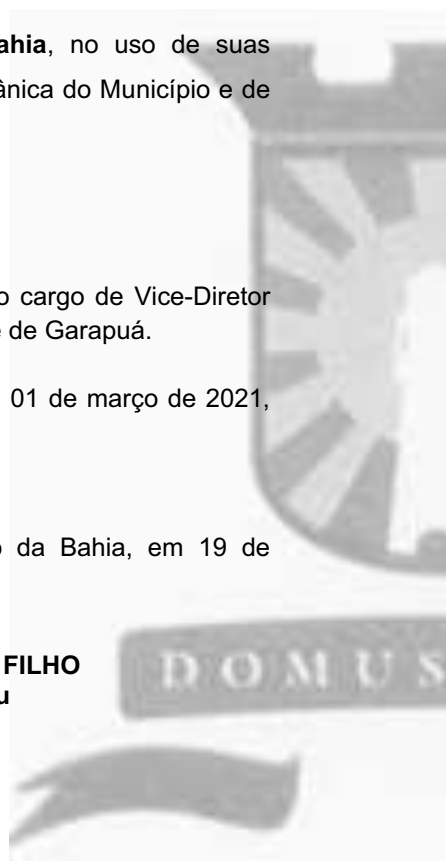 ahia, no uso de suas
ânica do Município e de
o cargo de Vice-Diretor
e de Garapuá.
01 de março de 2021,
o da Bahia, em 19 de
FILHO
u
DOMUS